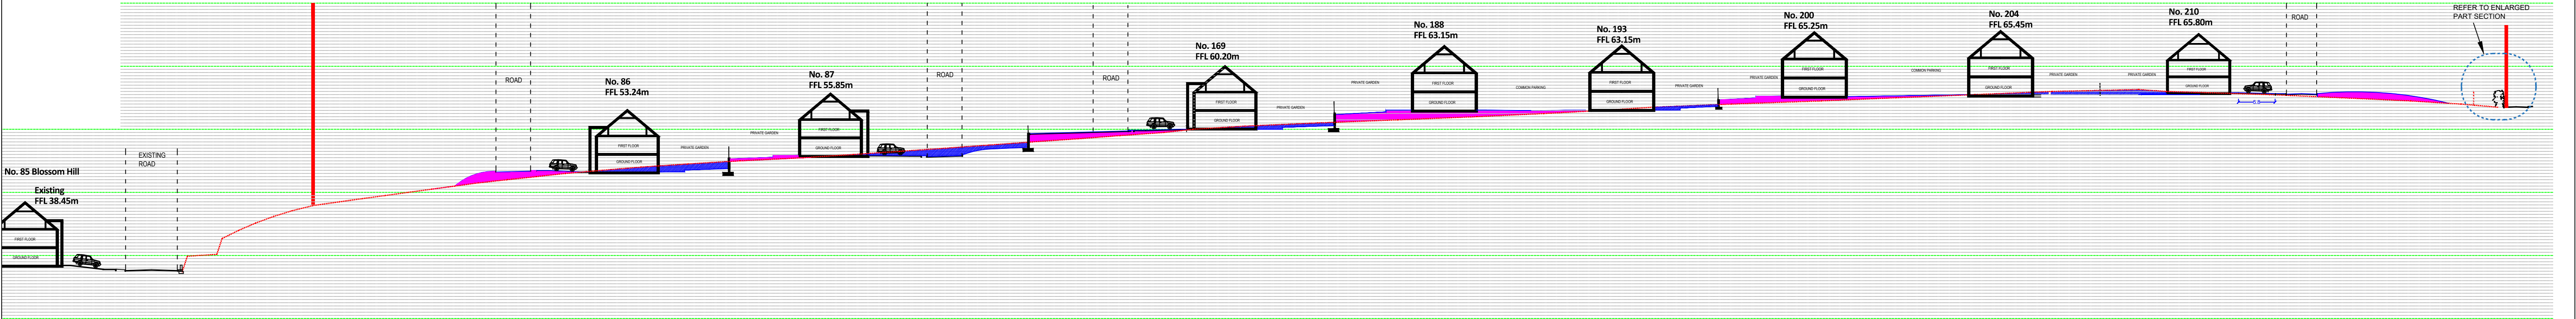 No. 85 Blossom Hill
Existing
FFL 38.45m
FIRST FLOOR
GROUND FLOOR
EXISTING
ROAD
ROAD
No. 86
FFL 53.24m
FIRST FLOOR
GROUND FLOOR
PRIVATE GARDEN
PRIVATE GARDEN
No. 87
FFL 55.85m
FIRST FLOOR
GROUND FLOOR
ROAD
ROAD
No. 169
FFL 60.20m
FIRST FLOOR
GROUND FLOOR
PRIVATE GARDEN
PRIVATE GARDEN
No. 188
FFL 63.15m
FIRST FLOOR
GROUND FLOOR
COMMON PARKING
No. 193
FFL 63.15m
FIRST FLOOR
GROUND FLOOR
PRIVATE GARDEN
PRIVATE GARDEN
No. 200
FFL 65.25m
FIRST FLOOR
GROUND FLOOR
COMMON PARKING
No. 204
FFL 65.45m
FIRST FLOOR
GROUND FLOOR
PRIVATE GARDEN
PRIVATE GARDEN
No. 210
FFL 65.80m
FIRST FLOOR
GROUND FLOOR
6.8
ROAD
REFER TO ENLARGED
PART SECTION